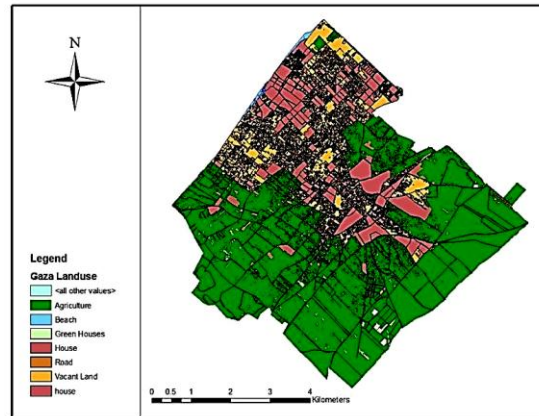 N
Legend
Gaza Landuse
<all other values>
Agriculture
Beach
Green Houses
House
Road
Vacant Land
house
0 0.5 1 2 3 4
Kilometers